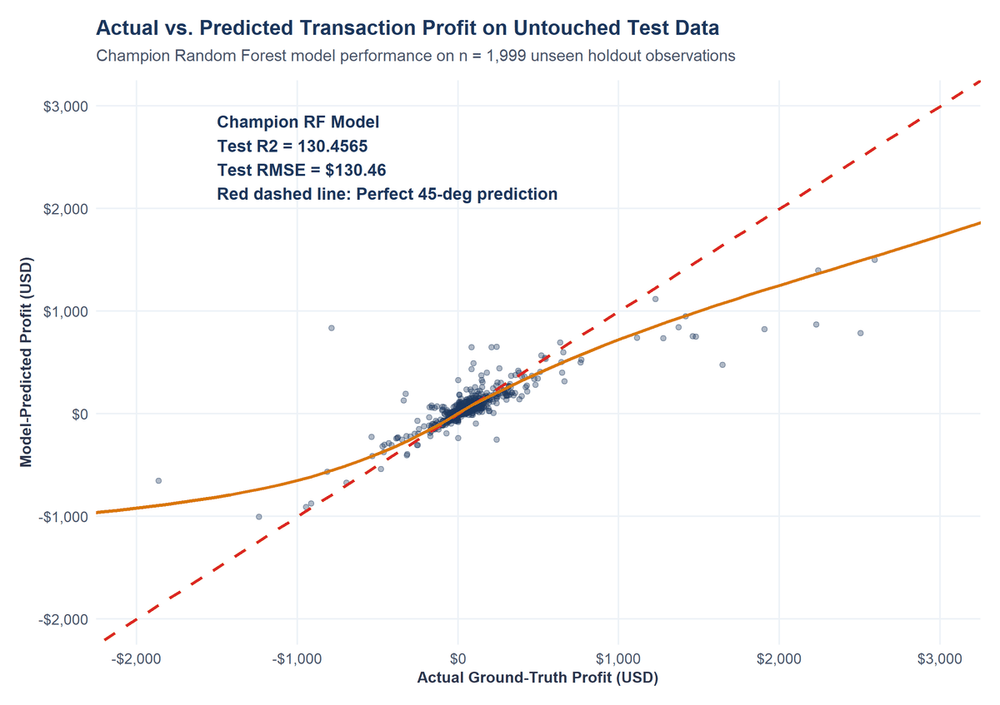 Actual vs. Predicted Transaction Profit on Untouched Test Data
Champion Random Forest model performance on n = 1,999 unseen holdout observations
Champion RF Model
Test R2 = 130.4565
Test RMSE = $130.46
Red dashed line: Perfect 45-deg prediction
Model-Predicted Profit (USD)
$3,000
$2,000
$1,000
$0
-$1,000
-$2,000
-$2,000 -$1,000 $0 $1,000 $2,000 $3,000
Actual Ground-Truth Profit (USD)